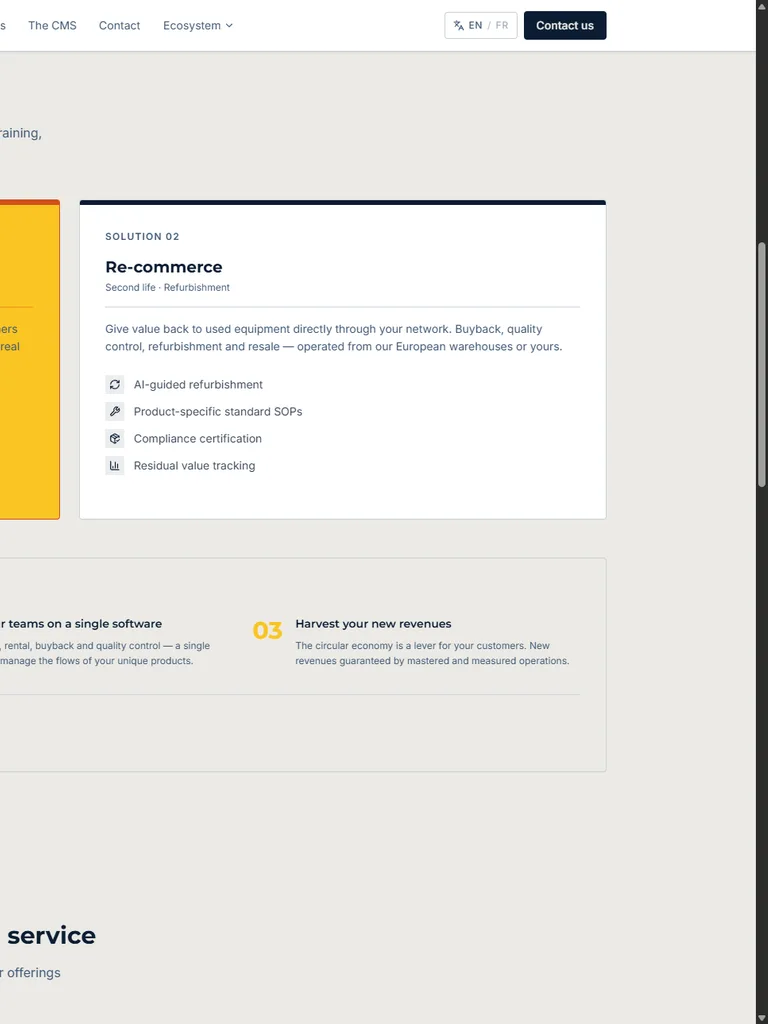 s The CMS Contact Ecosystem EN / FR Contact us
raining,
SOLUTION 02
Re-commerce
Second life · Refurbishment
ners
real
Give value back to used equipment directly through your network. Buyback, quality
control, refurbishment and resale — operated from our European warehouses or yours.
AI-guided refurbishment
Product-specific standard SOPs
Compliance certification
Residual value tracking
r teams on a single software
, rental, buyback and quality control — a single
manage the flows of your unique products.
03 Harvest your new revenues
The circular economy is a lever for your customers. New
revenues guaranteed by mastered and measured operations.
service
r offerings